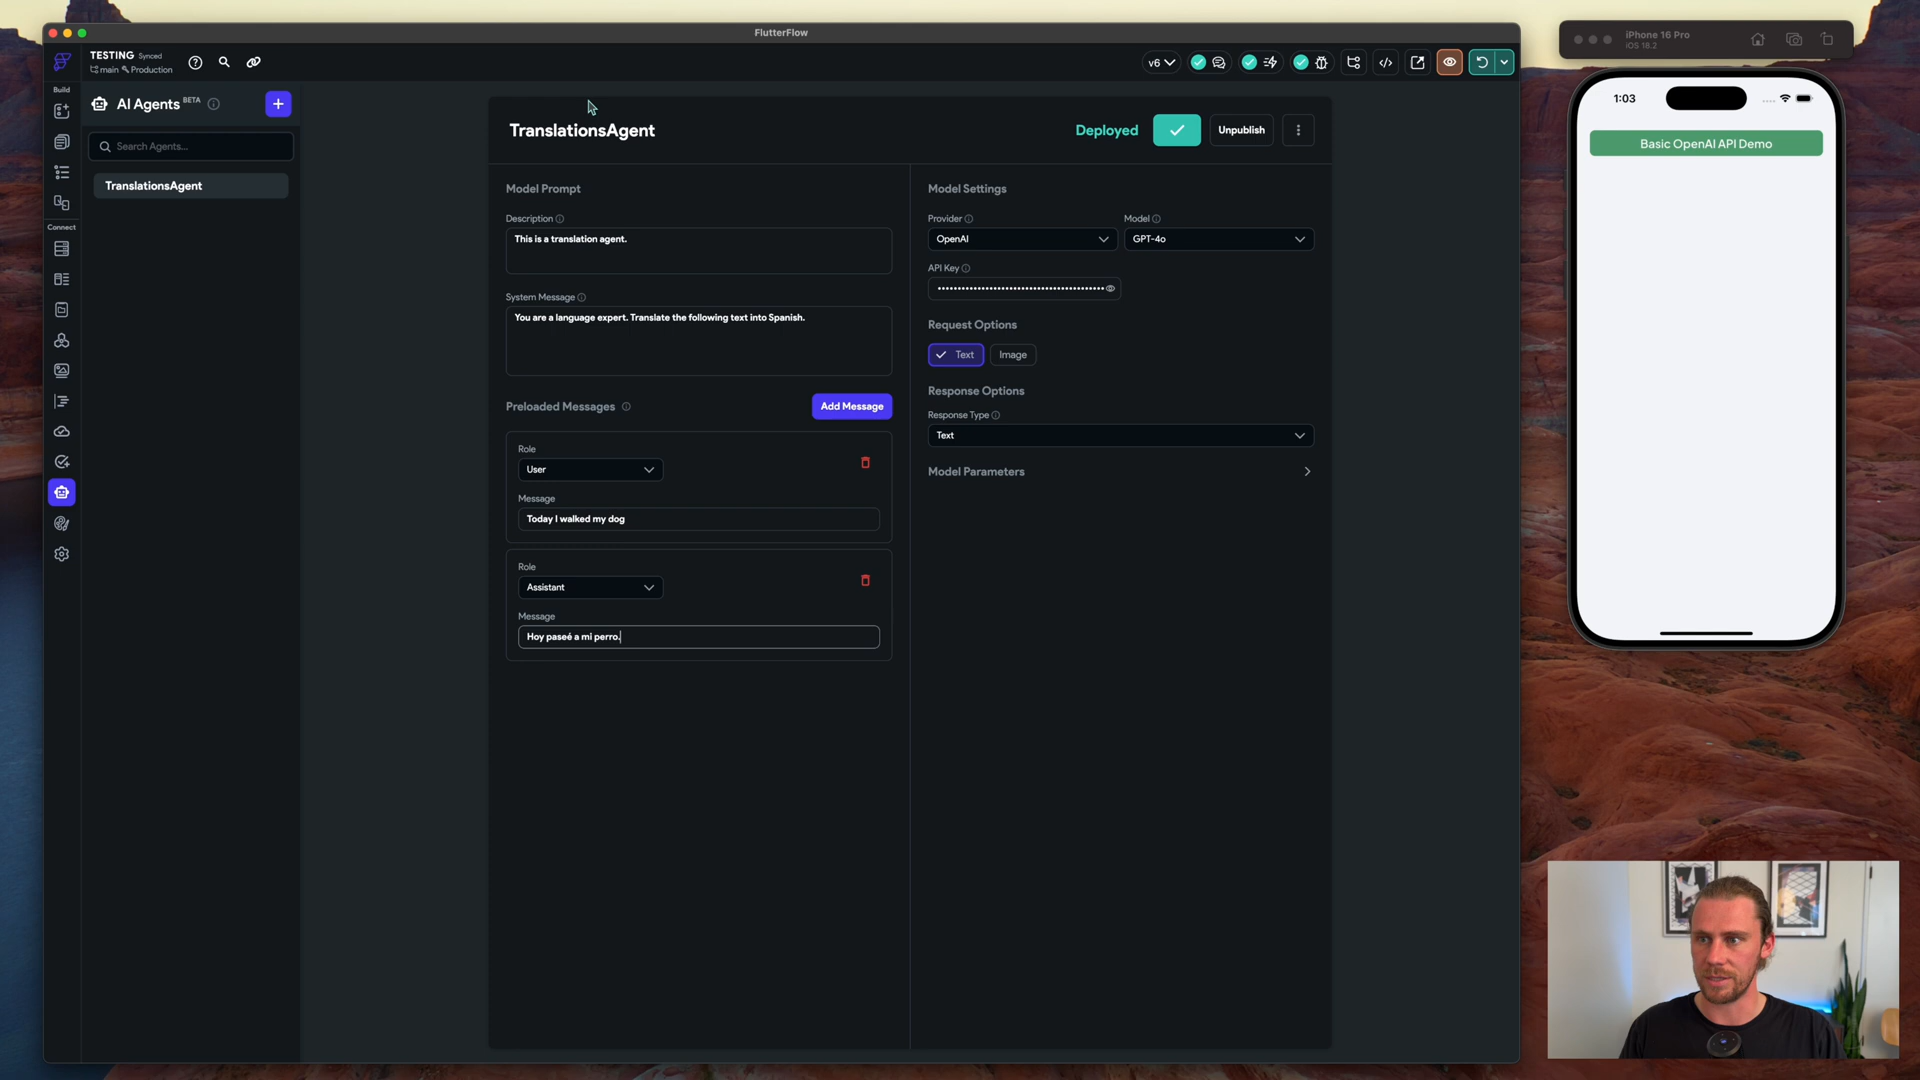 FlutterFlow
TESTING Synced
main Production
v6
Build
Connect
AI Agents BETA
Search Agents...
TranslationsAgent
TranslationsAgent
Deployed
Unpublish
Model Prompt
Description
This is a translation agent.
System Message
You are a language expert. Translate the following text into Spanish.
Preloaded Messages
Add Message
Role
User
Message
Today I walked my dog
Role
Assistant
Message
Hoy paseé a mi perro.
Model Settings
Provider
Model
OpenAI
GPT-4o
API Key
Request Options
Text
Image
Response Options
Response Type
Text
Model Parameters
iPhone 16 Pro
iOS 18.2
1:03
Basic OpenAI API Demo